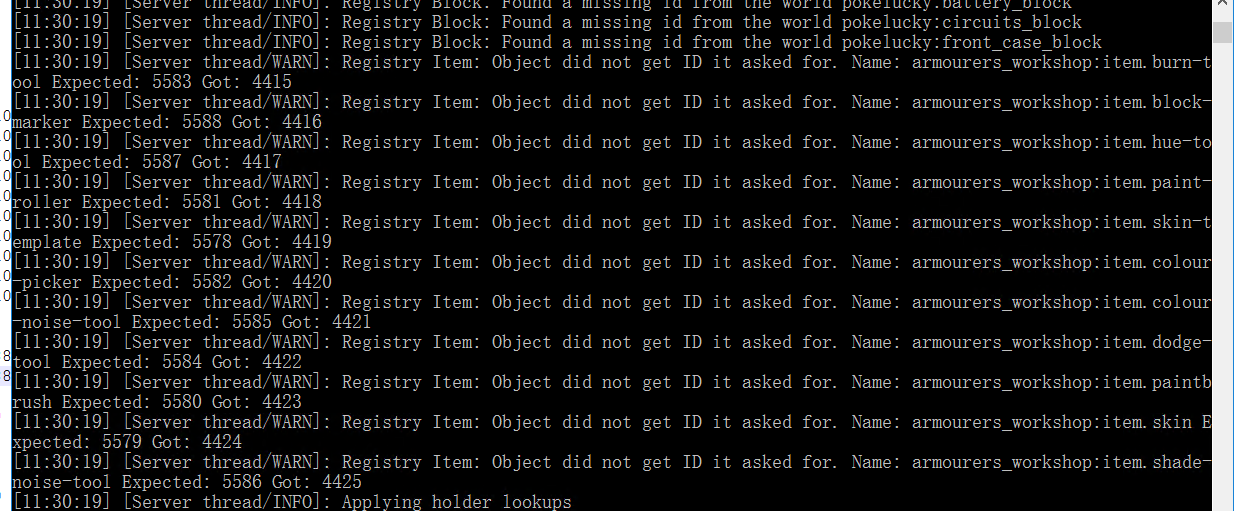 [11:30:19] [Server thread/INFO]: Registry Block: Found a missing id from the world pokelucky:battery_block
[11:30:19] [Server thread/INFO]: Registry Block: Found a missing id from the world pokelucky:circuits_block
[11:30:19] [Server thread/INFO]: Registry Block: Found a missing id from the world pokelucky:front_case_block
[11:30:19] [Server thread/WARN]: Registry Item: Object did not get ID it asked for. Name: armourers_workshop:item.burn-t
ool Expected: 5583 Got: 4415
[11:30:19] [Server thread/WARN]: Registry Item: Object did not get ID it asked for. Name: armourers_workshop:item.block-
marker Expected: 5588 Got: 4416
[11:30:19] [Server thread/WARN]: Registry Item: Object did not get ID it asked for. Name: armourers_workshop:item.hue-to
ol Expected: 5587 Got: 4417
[11:30:19] [Server thread/WARN]: Registry Item: Object did not get ID it asked for. Name: armourers_workshop:item.paint-
roller Expected: 5581 Got: 4418
[11:30:19] [Server thread/WARN]: Registry Item: Object did not get ID it asked for. Name: armourers_workshop:item.skin-t
emplate Expected: 5578 Got: 4419
[11:30:19] [Server thread/WARN]: Registry Item: Object did not get ID it asked for. Name: armourers_workshop:item.colour
-picker Expected: 5582 Got: 4420
[11:30:19] [Server thread/WARN]: Registry Item: Object did not get ID it asked for. Name: armourers_workshop:item.colour
-noise-tool Expected: 5585 Got: 4421
[11:30:19] [Server thread/WARN]: Registry Item: Object did not get ID it asked for. Name: armourers_workshop:item.dodge-
tool Expected: 5584 Got: 4422
[11:30:19] [Server thread/WARN]: Registry Item: Object did not get ID it asked for. Name: armourers_workshop:item.paintb
rush Expected: 5580 Got: 4423
[11:30:19] [Server thread/WARN]: Registry Item: Object did not get ID it asked for. Name: armourers_workshop:item.skin E
xpected: 5579 Got: 4424
[11:30:19] [Server thread/WARN]: Registry Item: Object did not get ID it asked for. Name: armourers_workshop:item.shade-
noise-tool Expected: 5586 Got: 4425
[11:30:19] [Server thread/INFO]: Applying holder lookups